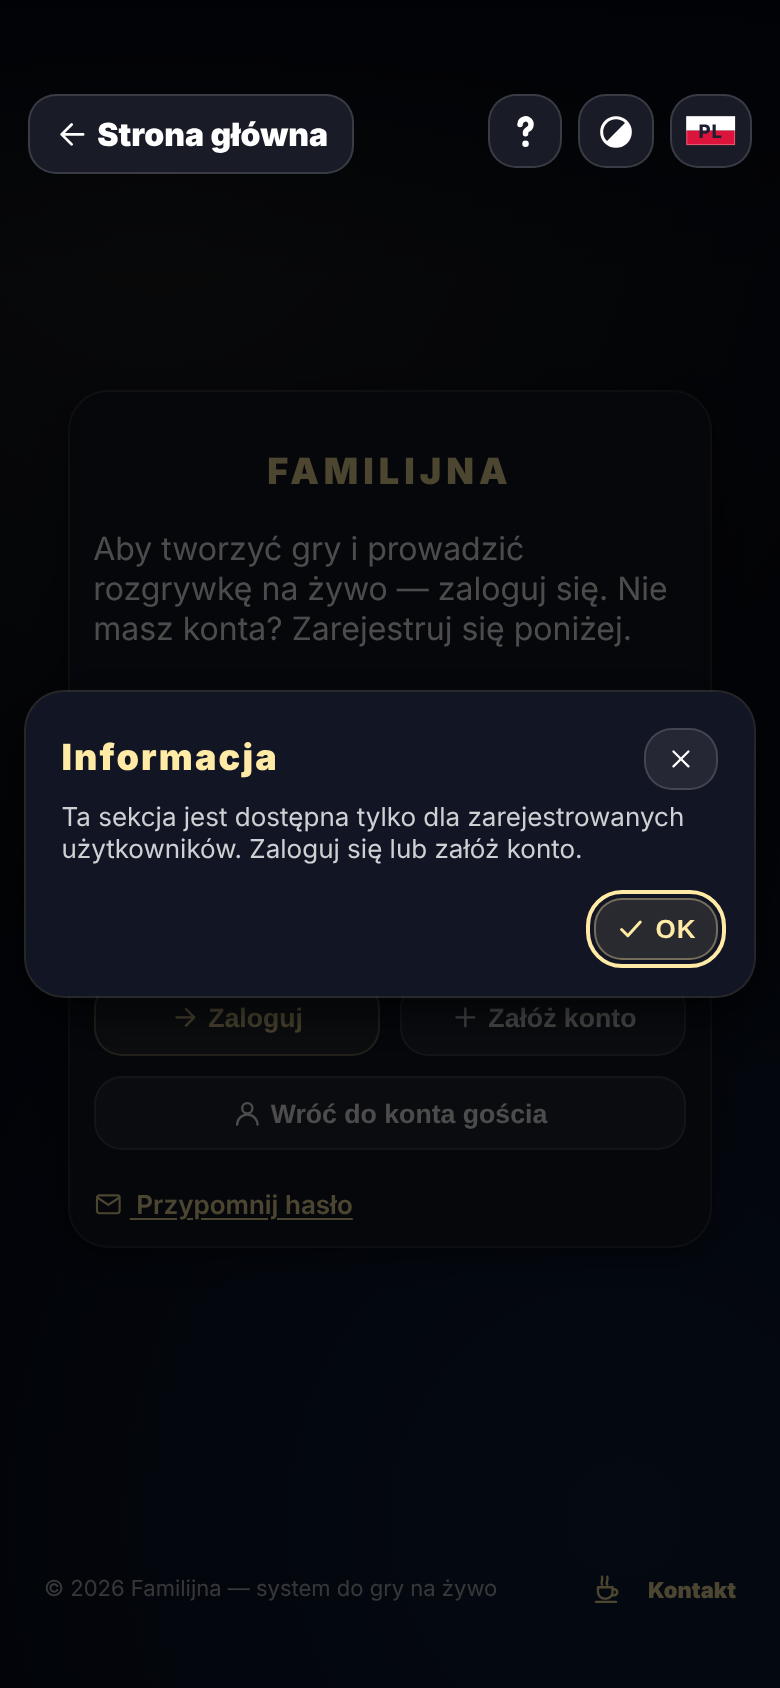 Strona główna
?
PL
FAMILIJNA
Aby tworzyć gry i prowadzić
rozgrywkę na żywo — zaloguj się. Nie
masz konta? Zarejestruj się poniżej.
Informacja
Ta sekcja jest dostępna tylko dla zarejestrowanych
użytkowników. Zaloguj się lub załóż konto.
OK
Zaloguj
Załóż konto
Wróć do konta gościa
Przypomnij hasło
© 2026 Familijna — system do gry na żywo
Kontakt